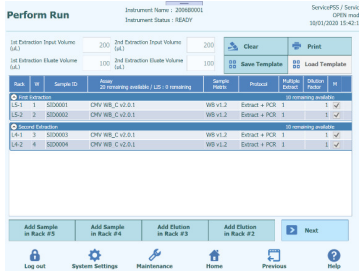 Perform Run
Instrument Name : 2006B0001
Instrument Status : READY
ServicePSS / Servic
OPEN mod
10/01/2020 15:42:1
1st Extraction Input Volume (uL) 200 2nd Extraction Input Volume (uL) 200
1st Extraction Eluate Volume (uL) 100 2nd Extraction Eluate Volume (uL) 100
Clear
Print
Save Template
Load Template
Rack W Sample ID Assay 20 remaining available / LIS : 0 remaining Sample Matrix Protocol Multiple Extract Dilution Factor M
First Extraction 10 remaining available
L5-1 1 SID0001 CMV WB_C v2.0.1 WB v1.2 Extract + PCR 1 1
L5-2 2 SID0002 CMV WB_C v2.0.1 WB v1.2 Extract + PCR 1 1
Second Extraction 10 remaining available
L4-1 3 SID0003 CMV WB_C v2.0.1 WB v1.2 Extract + PCR 1 1
L4-2 4 SID0004 CMV WB_C v2.0.1 WB v1.2 Extract + PCR 1 1
Add Sample in Rack #5
Add Sample in Rack #4
Add Elution in Rack #3
Add Elution in Rack #2
Next
Log out
System Settings
Maintenance
Home
Previous
Help